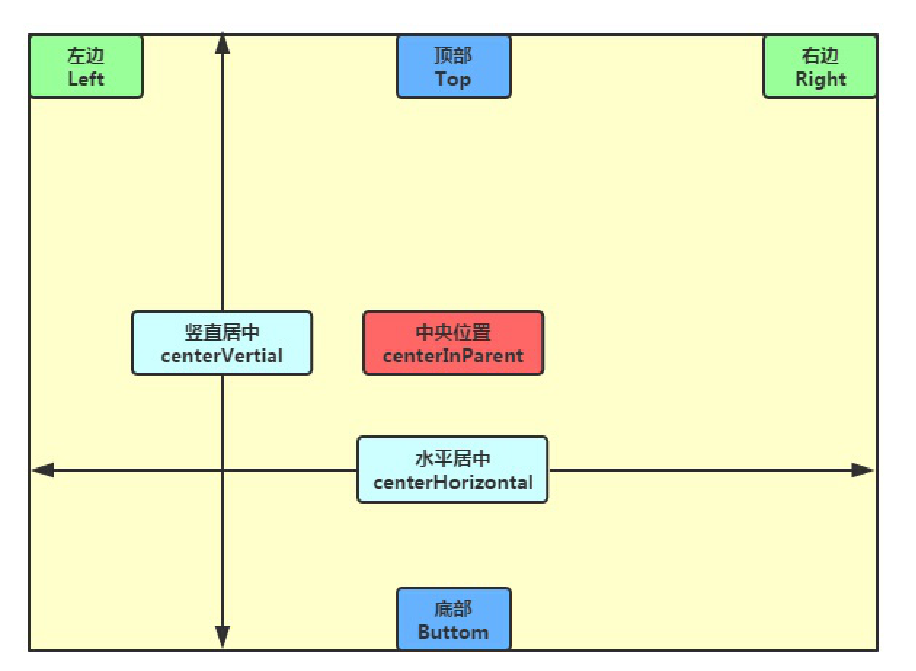 左边
Left
顶部
Top
右边
Right
竖直居中
centerVertial
中央位置
centerInParent
水平居中
centerHorizontal
底部
Buttom